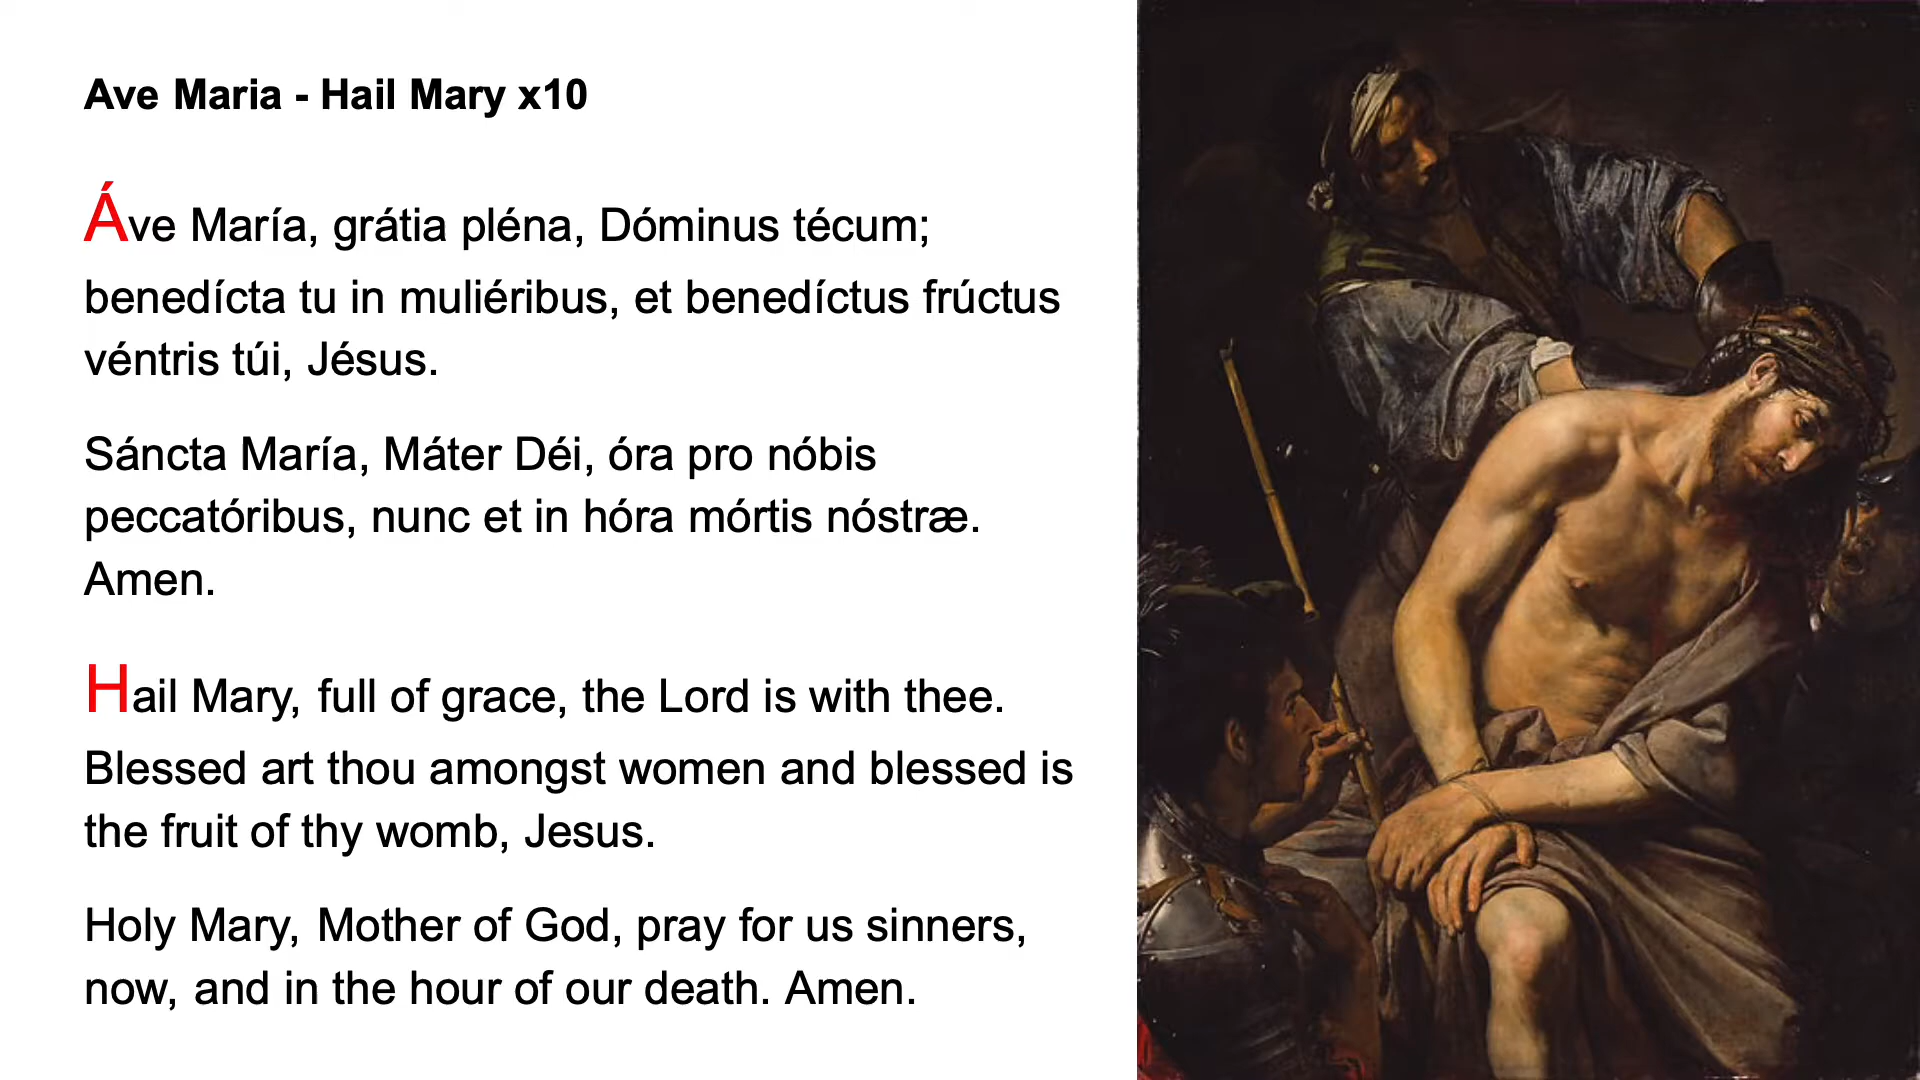 Ave Maria - Hail Mary x10
Áve María, grátia pléna, Dóminus técum;
benedícta tu in muliéribus, et benedíctus frúctus
véntris túi, Jésus.
Sáncta María, Máter Déi, óra pro nóbis
peccatóribus, nunc et in hóra mórtis nóstræ.
Amen.
Hail Mary, full of grace, the Lord is with thee.
Blessed art thou amongst women and blessed is
the fruit of thy womb, Jesus.
Holy Mary, Mother of God, pray for us sinners,
now, and in the hour of our death. Amen.